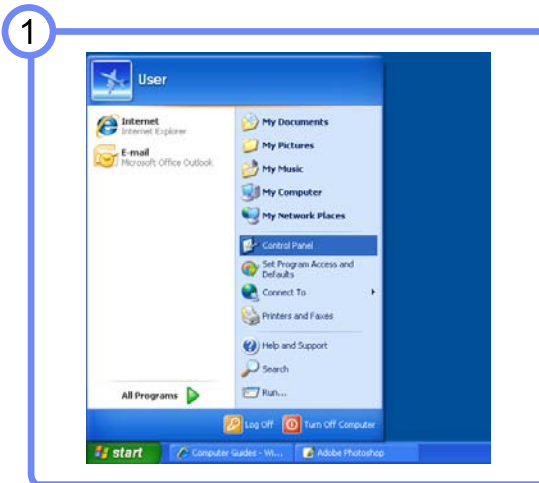 1
User
Internet
Internet Explorer
E-mail
Microsoft Office Outlook
All Programs
My Documents
My Pictures
My Music
My Computer
My Network Places
Control Panel
Set Program Access and
Defaults
Connect To
Printers and Faxes
Help and Support
Search
Run...
Log Off
Turn Off Computer
start
Computer Guides - Wi...
Adobe Photoshop